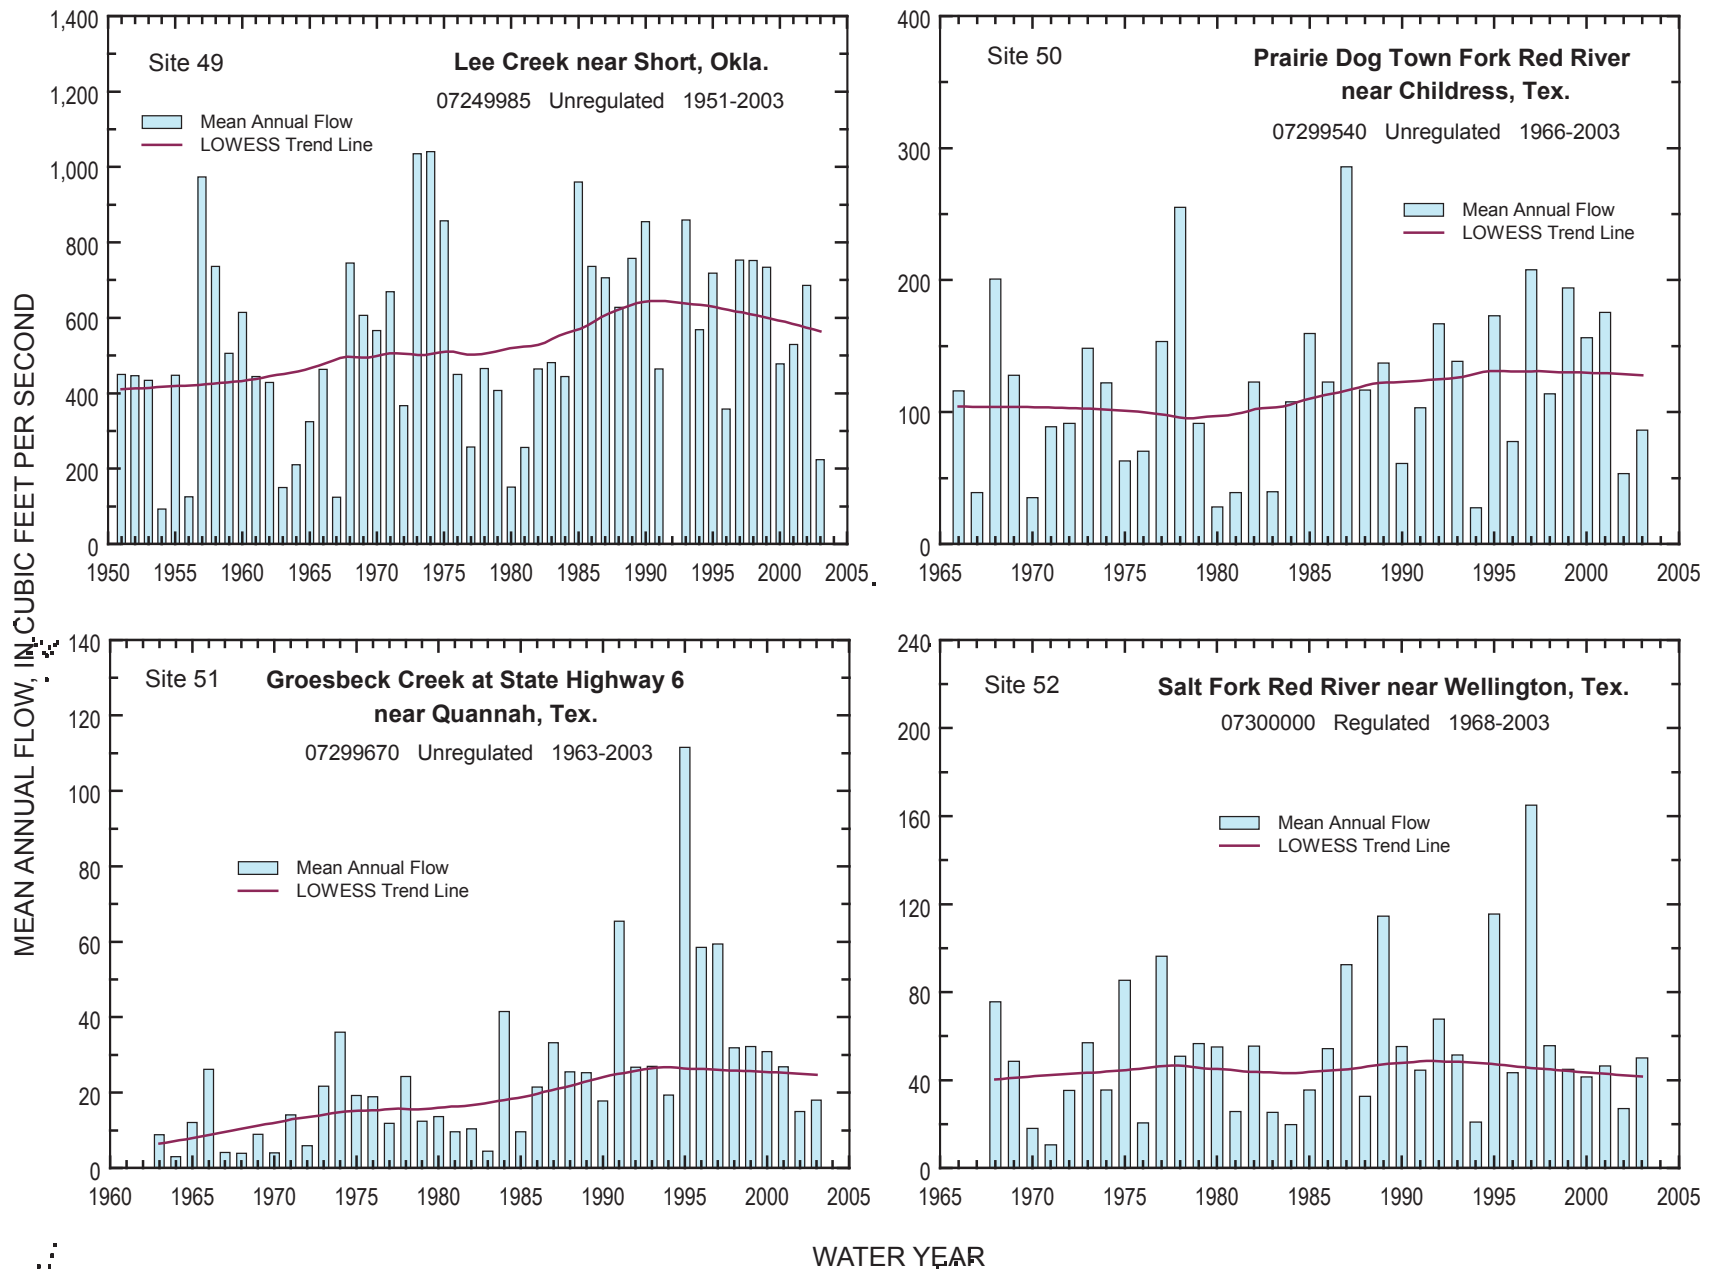 MEAN ANNUAL FLOW, IN CUBIC FEET PER SECOND
Site 49
Lee Creek near Short, Okla.
07249985 Unregulated 1951-2003
Mean Annual Flow
LOWESS Trend Line
1,400
1,200
1,000
800
600
400
200
0
1950 1955 1960 1965 1970 1975 1980 1985 1990 1995 2000 2005
Site 50
Prairie Dog Town Fork Red River
near Childress, Tex.
07299540 Unregulated 1966-2003
Mean Annual Flow
LOWESS Trend Line
400
300
200
100
0
1965 1970 1975 1980 1985 1990 1995 2000 2005
Site 51
Groesbeck Creek at State Highway 6
near Quannah, Tex.
07299670 Unregulated 1963-2003
Mean Annual Flow
LOWESS Trend Line
140
120
100
80
60
40
20
0
1960 1965 1970 1975 1980 1985 1990 1995 2000 2005
Site 52
Salt Fork Red River near Wellington, Tex.
07300000 Regulated 1968-2003
Mean Annual Flow
LOWESS Trend Line
240
200
160
120
80
40
0
1965 1970 1975 1980 1985 1990 1995 2000 2005
WATER YEAR